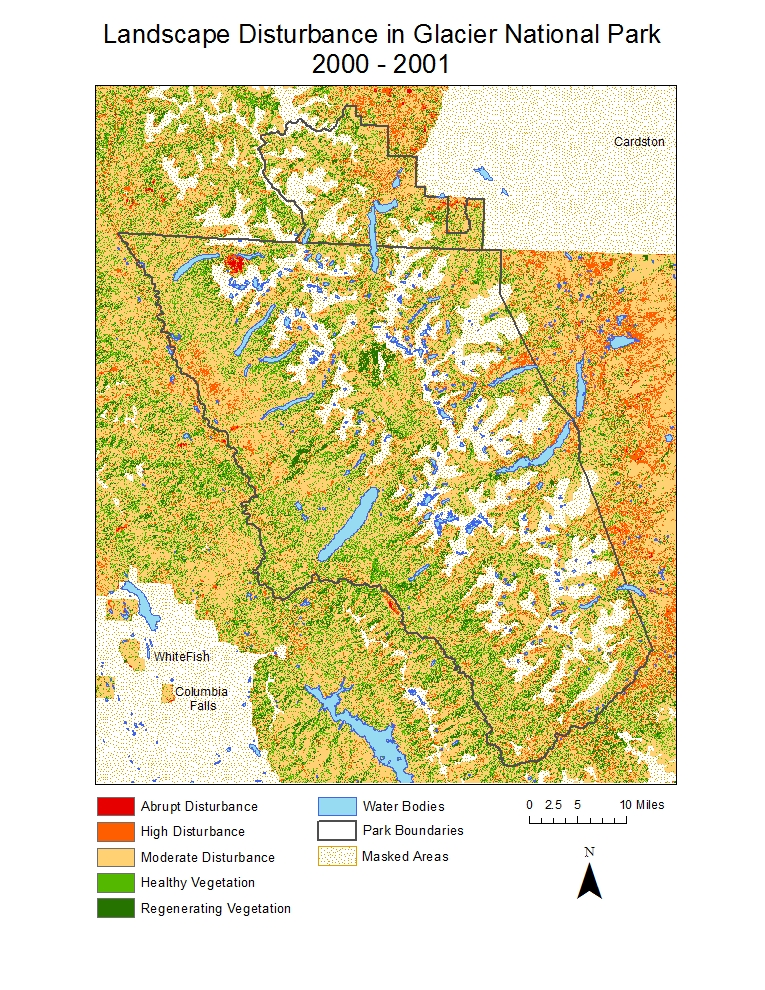 Landscape Disturbance in Glacier National Park
2000 - 2001
Cardston
WhiteFish
Columbia
Falls
Abrupt Disturbance
High Disturbance
Moderate Disturbance
Healthy Vegetation
Regenerating Vegetation
Water Bodies
Park Boundaries
Masked Areas
0 2.5 5 10 Miles
N